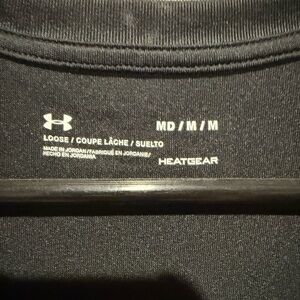 MD / M / M
LOOSE / COUPE LÂCHE / SUELTO
MADE IN JORDAN/FABRIQUÉ EN JORDANIE/
HECHO EN JORDANIA
HEATGEAR